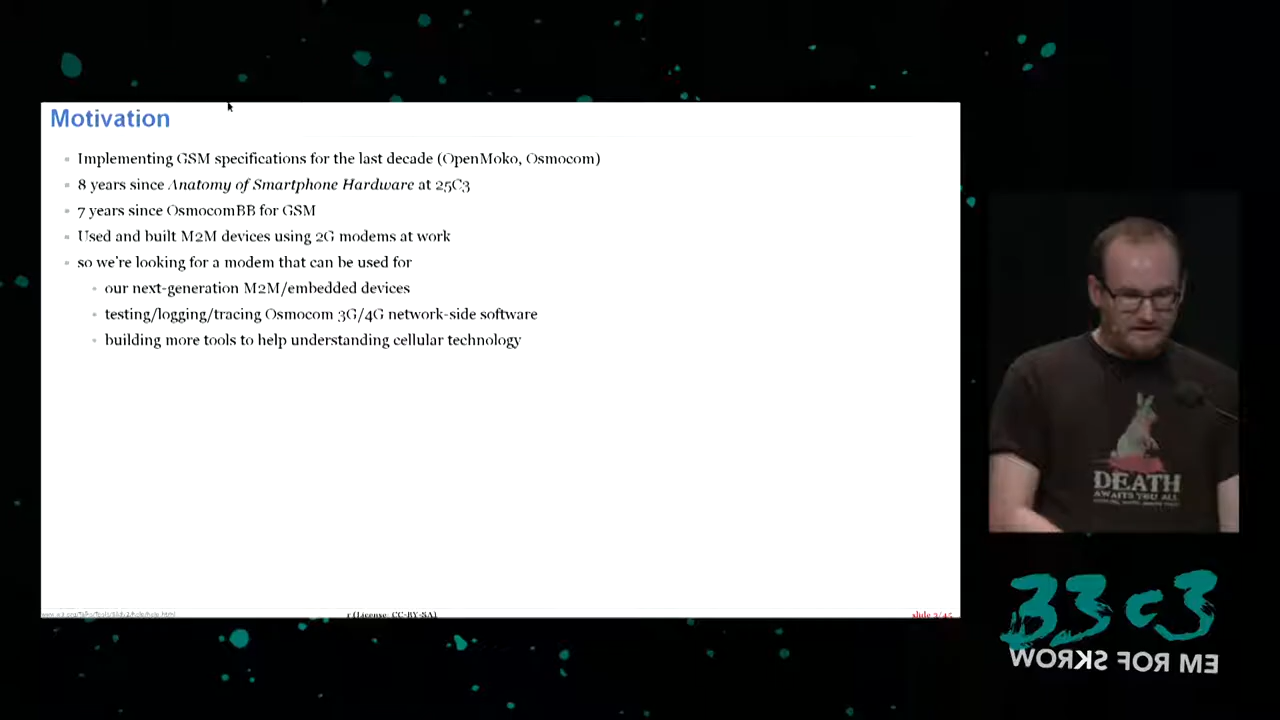 Motivation
Implementing GSM specifications for the last decade (OpenMoko, Osmocom)
8 years since Anatomy of Smartphone Hardware at 25C3
7 years since OsmocomBB for GSM
Used and built M2M devices using 2G modems at work
so we're looking for a modem that can be used for
our next-generation M2M/embedded devices
testing/logging/tracing Osmocom 3G/4G network-side software
building more tools to help understanding cellular technology
r (License: CC-BY-SA)
DEATH
AWAITS YOU ALL
33c3
WORKS FOR ME